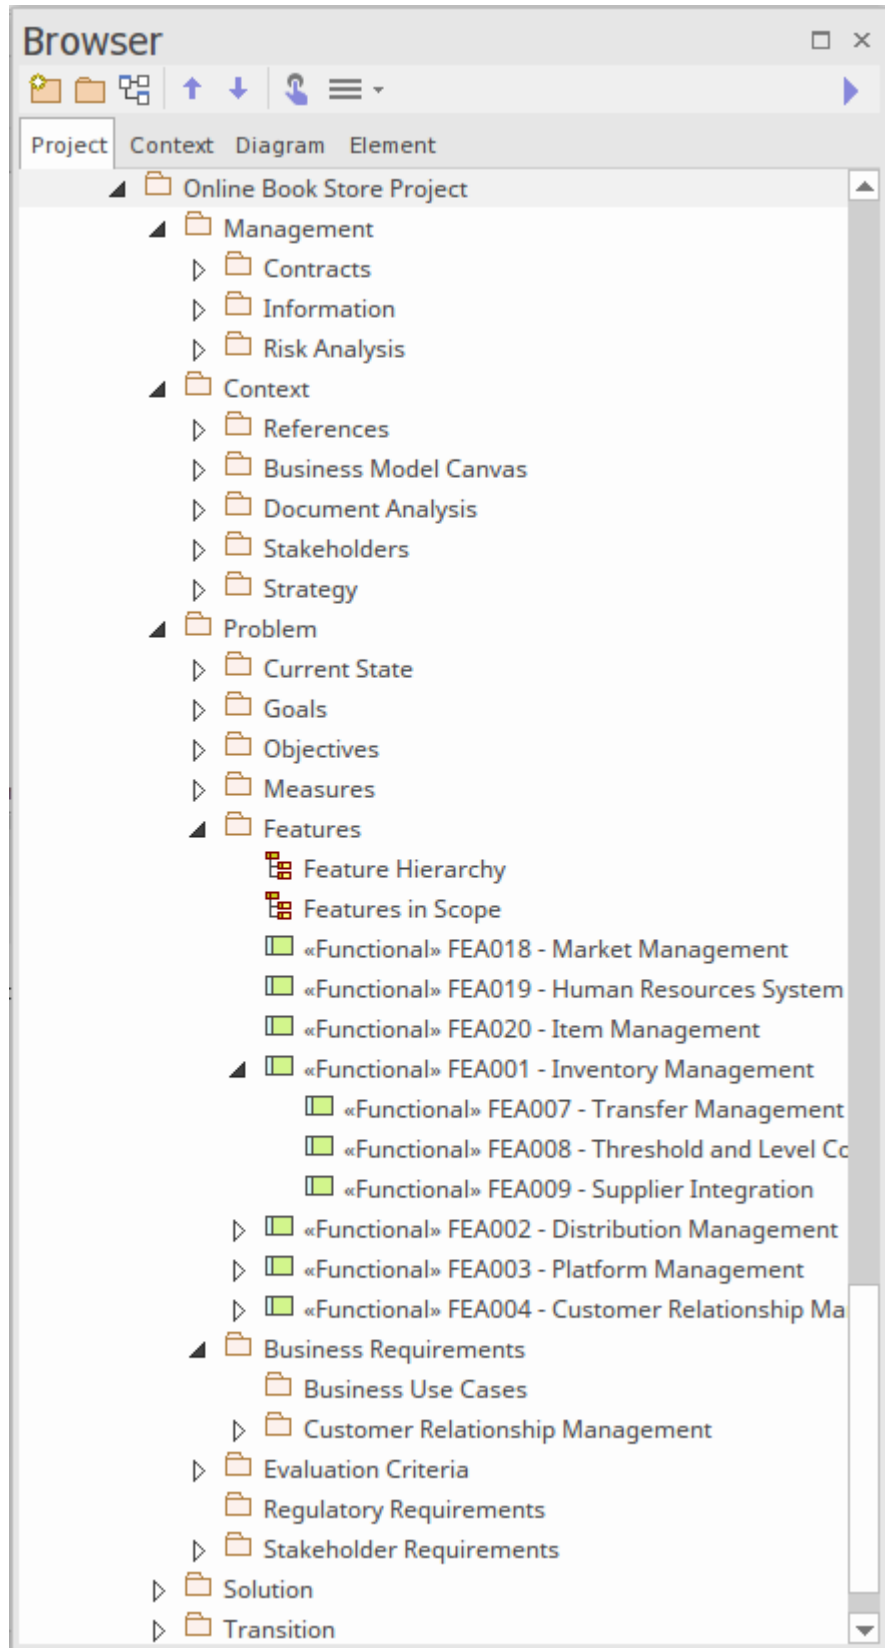 Browser
Project Context Diagram Element
Online Book Store Project
Management
Contracts
Information
Risk Analysis
Context
References
Business Model Canvas
Document Analysis
Stakeholders
Strategy
Problem
Current State
Goals
Objectives
Measures
Features
Feature Hierarchy
Features in Scope
«Functional» FEA018 - Market Management
«Functional» FEA019 - Human Resources System
«Functional» FEA020 - Item Management
«Functional» FEA001 - Inventory Management
«Functional» FEA007 - Transfer Management
«Functional» FEA008 - Threshold and Level Co
«Functional» FEA009 - Supplier Integration
«Functional» FEA002 - Distribution Management
«Functional» FEA003 - Platform Management
«Functional» FEA004 - Customer Relationship Ma
Business Requirements
Business Use Cases
Customer Relationship Management
Evaluation Criteria
Regulatory Requirements
Stakeholder Requirements
Solution
Transition